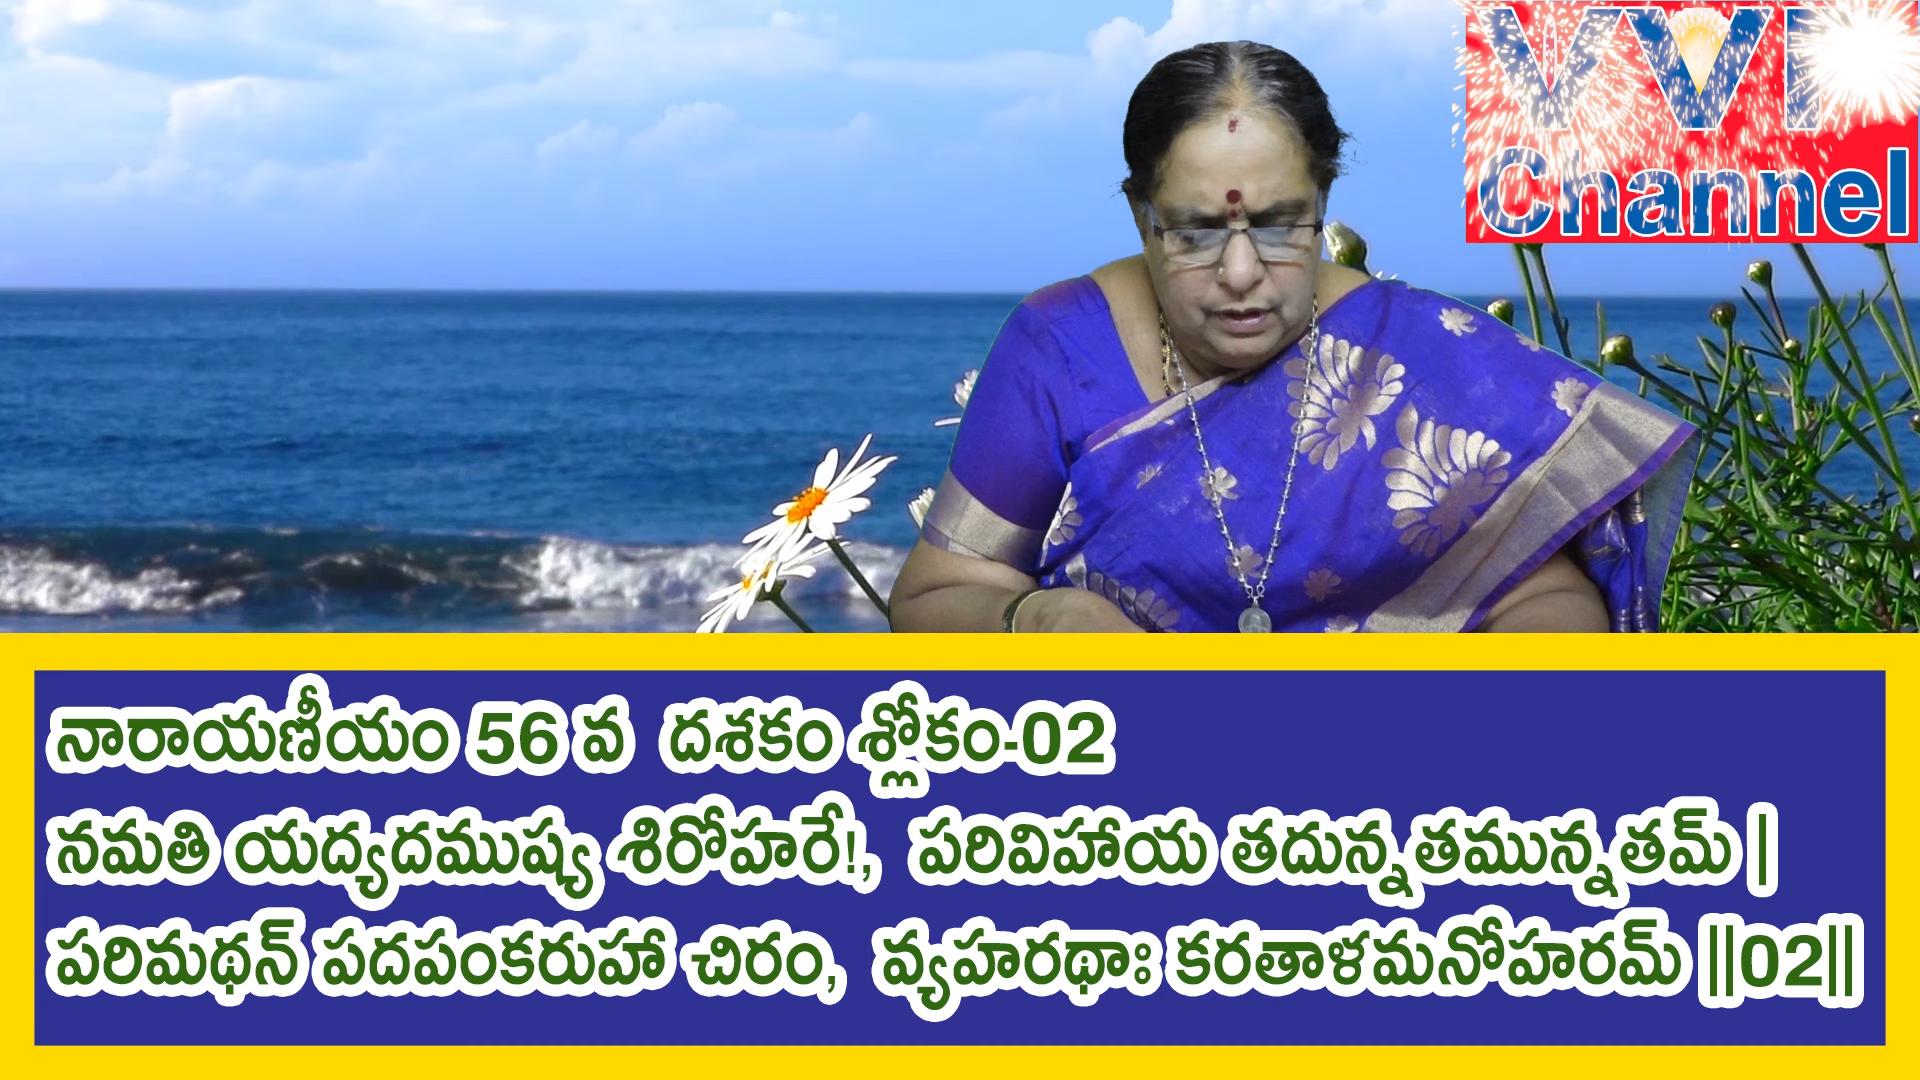 VVP
Channel
నారాయణీయం 56 వ దశకం శ్లోకం-02
నమతి యద్యదముష్య శిరోహరే!, పరివిహాయ తదున్నతమున్నతమ్ |
పరిమథన్ పదపంకరుహా చిరం, వ్యహరథాః కరతాళమనోహరమ్ ||02||